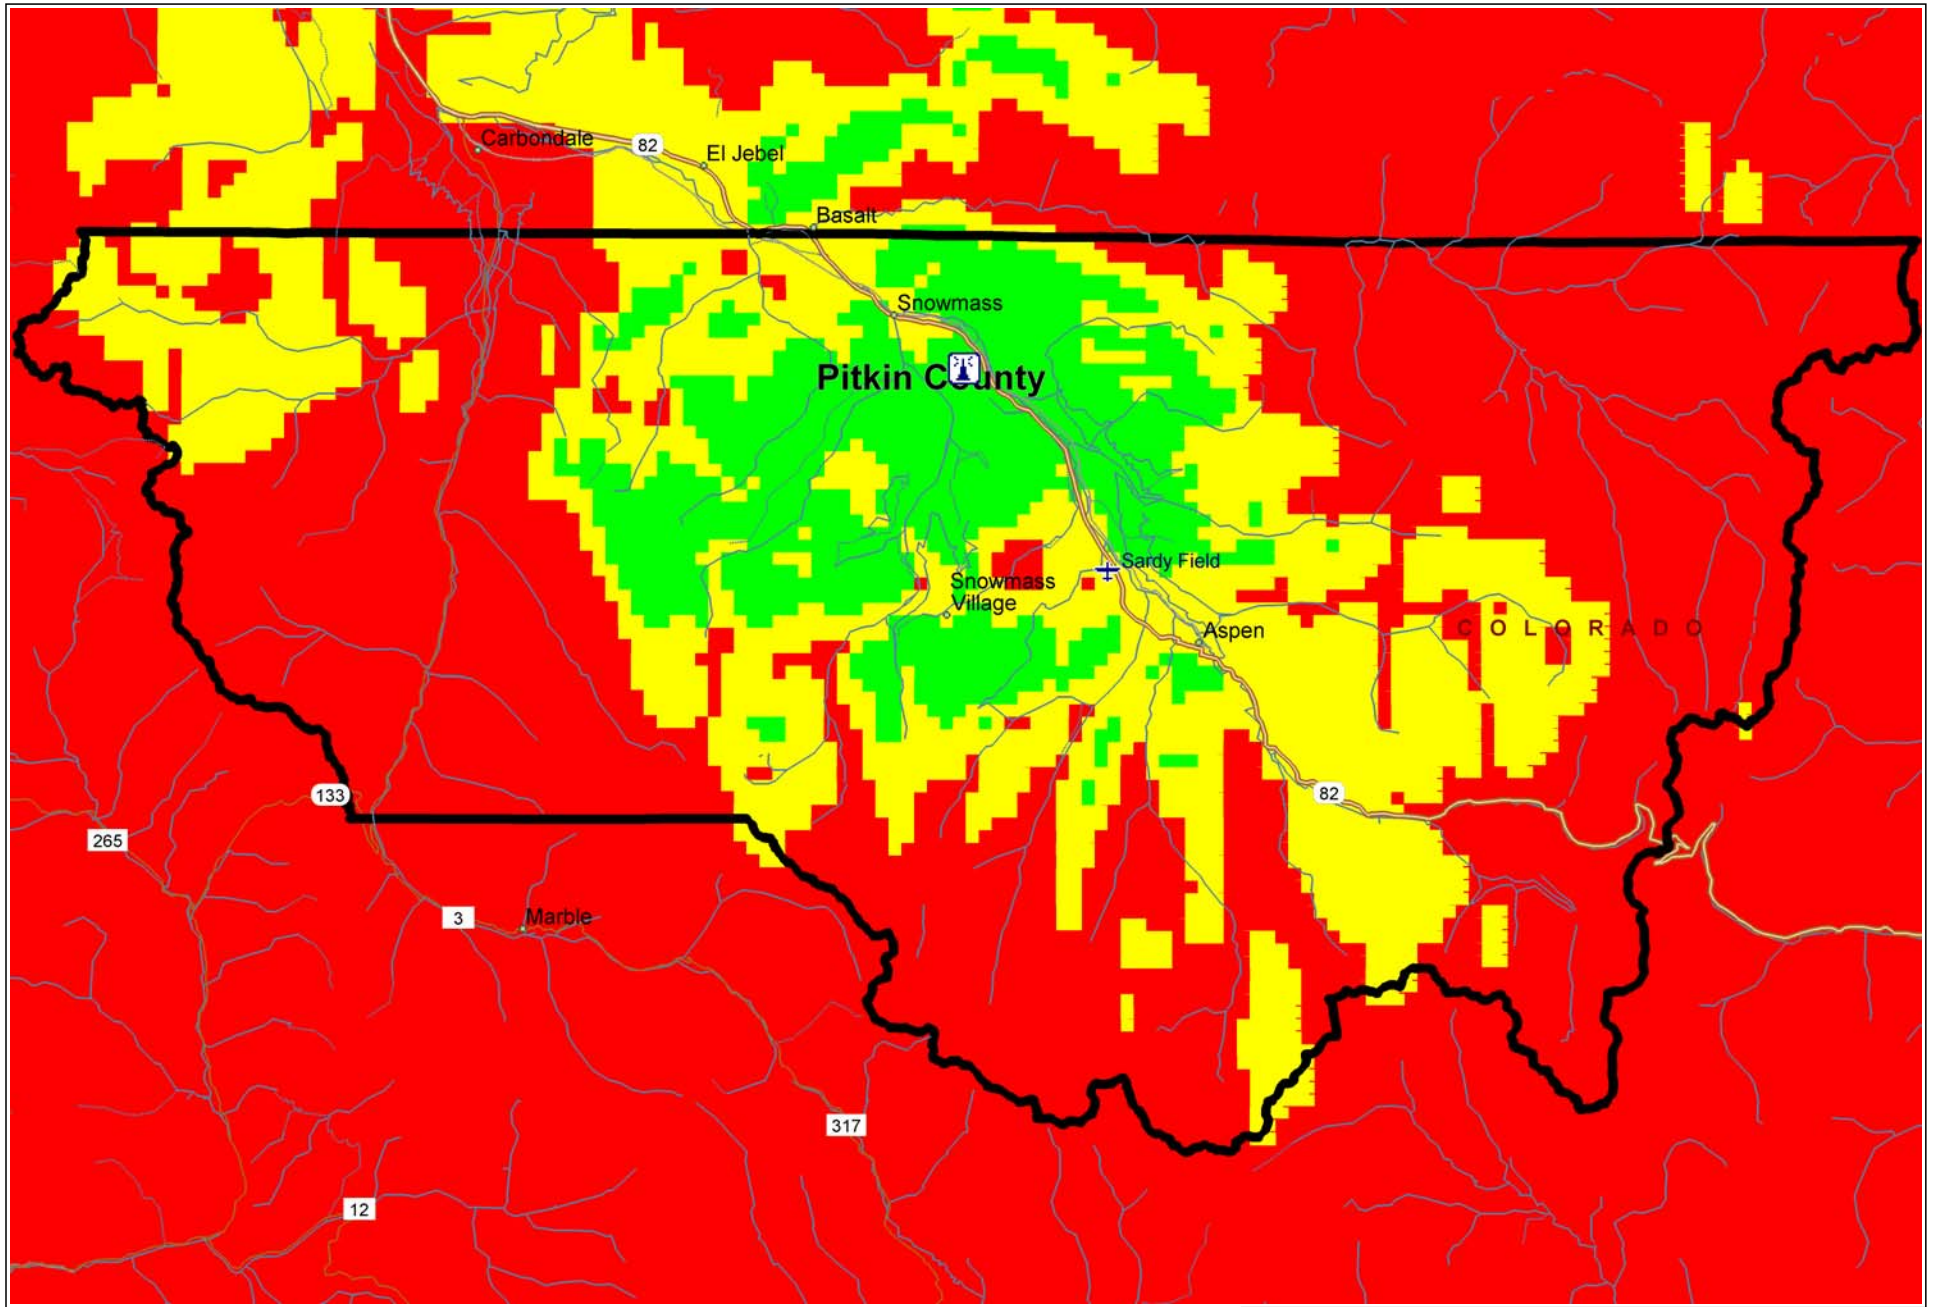 Carbondale
82
El Jebel
Basalt
Snowmass
Pitkin County
Sardy Field
Snowmass
Village
Aspen
COLORADO
133
82
265
3
Marble
317
12